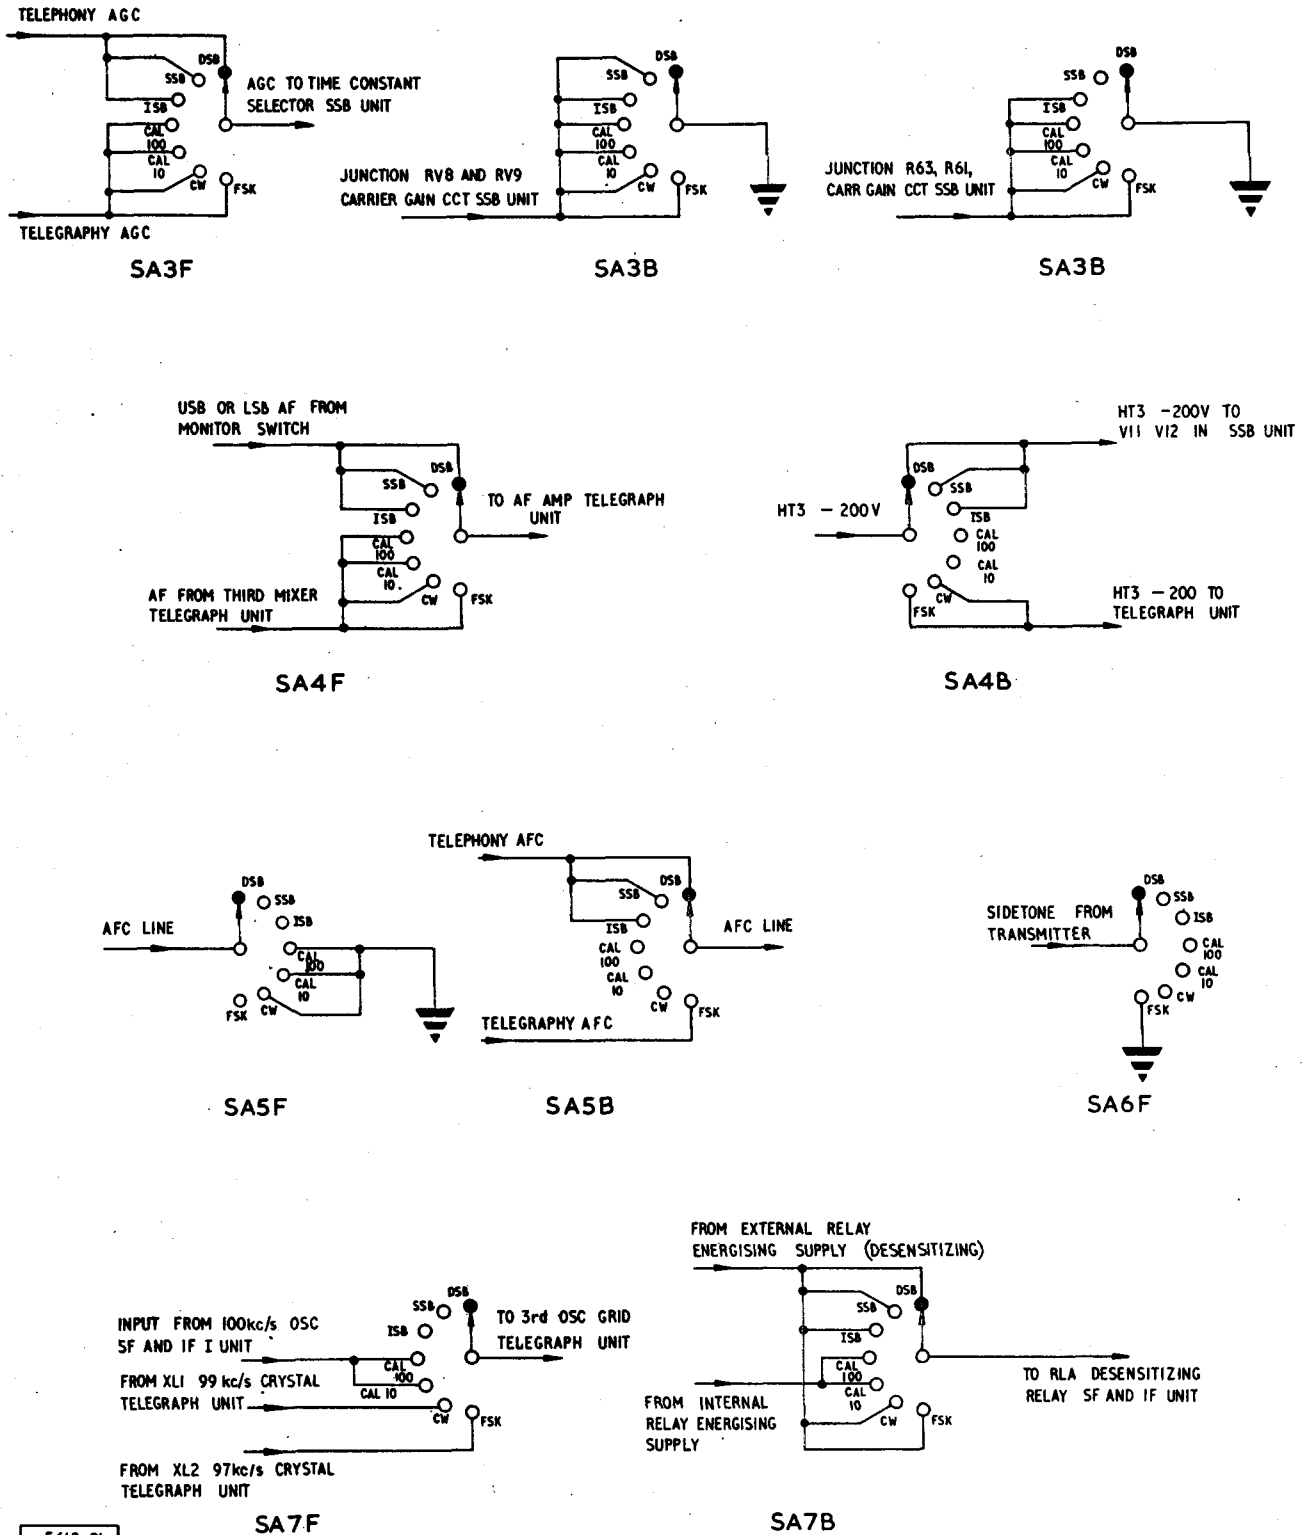 TELEPHONY AGC
DSB
SSB
ISB
CAL
100
CAL
10
CW
FSK
AGC TO TIME CONSTANT
SELECTOR SSB UNIT
TELEGRAPHY AGC
SA3F
DSB
SSB
ISB
CAL
100
CAL
10
CW
FSK
JUNCTION RV8 AND RV9
CARRIER GAIN CCT SSB UNIT
SA3B
DSB
SSB
ISB
CAL
100
CAL
10
CW
FSK
JUNCTION R63, R61,
CARR GAIN CCT SSB UNIT
SA3B
USB OR LSB AF FROM
MONITOR SWITCH
DSB
SSB
ISB
CAL
100
CAL
10.
CW
FSK
TO AF AMP TELEGRAPH
UNIT
AF FROM THIRD MIXER
TELEGRAPH UNIT
SA4F
HT3 -200V TO
V11 V12 IN SSB UNIT
HT3 -200V
DSB
SSB
ISB
CAL
100
CAL
10
CW
FSK
HT3 -200 TO
TELEGRAPH UNIT
SA4B
AFC LINE
DSB
SSB
ISB
CAL
100
CAL
10
CW
FSK
SA5F
TELEPHONY AFC
DSB
SSB
ISB
CAL
100
CAL
10
CW
FSK
AFC LINE
TELEGRAPHY AFC
SA5B
SIDETONE FROM
TRANSMITTER
DSB
SSB
ISB
CAL
100
CAL
10
CW
FSK
SA6F
INPUT FROM 100kc/s OSC
SF AND IF I UNIT
FROM XL1 99 kc/s CRYSTAL
TELEGRAPH UNIT
FROM XL2 97kc/s CRYSTAL
TELEGRAPH UNIT
DSB
SSB
ISB
CAL
100
CAL 10
CW
FSK
TO 3rd OSC GRID
TELEGRAPH UNIT
SA7F
FROM EXTERNAL RELAY
ENERGISING SUPPLY (DESENSITIZING)
DSB
SSB
ISB
CAL
100
CAL
10
CW
FSK
FROM INTERNAL
RELAY ENERGISING
SUPPLY
TO RLA DESENSITIZING
RELAY SF AND IF UNIT
SA7B